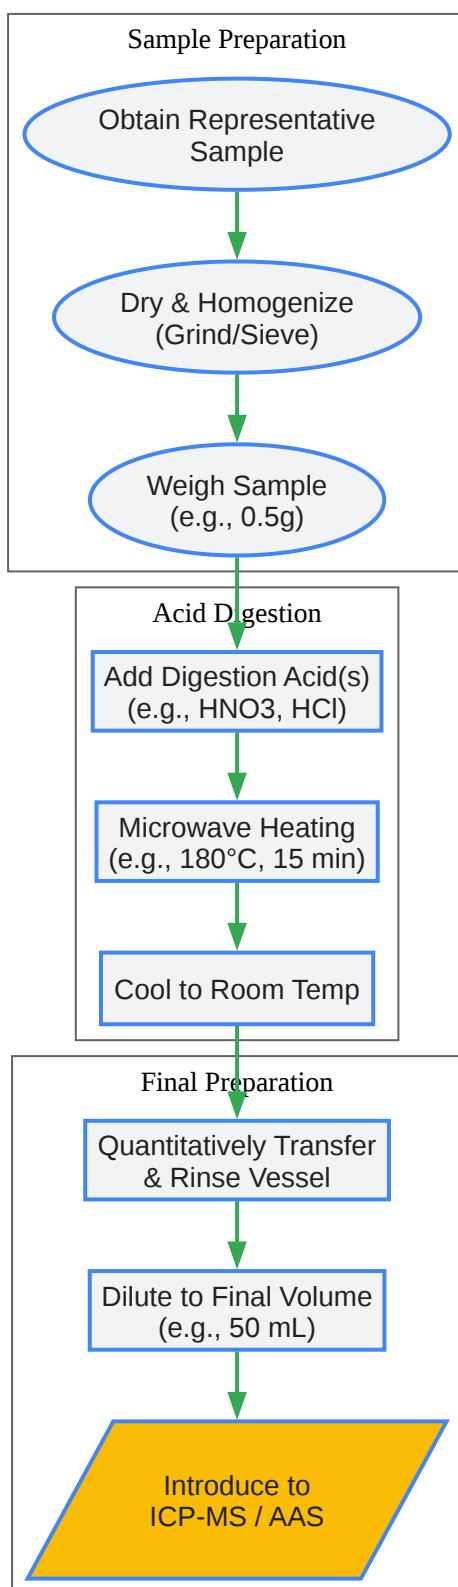 Sample Preparation
Obtain Representative
Sample
Dry & Homogenize
(Grind/Sieve)
Weigh Sample
(e.g., 0.5g)
Acid Digestion
Add Digestion Acid(s)
(e.g., HNO3, HCl)
Microwave Heating
(e.g., 180°C, 15 min)
Cool to Room Temp
Final Preparation
Quantitatively Transfer
& Rinse Vessel
Dilute to Final Volume
(e.g., 50 mL)
Introduce to
ICP-MS / AAS